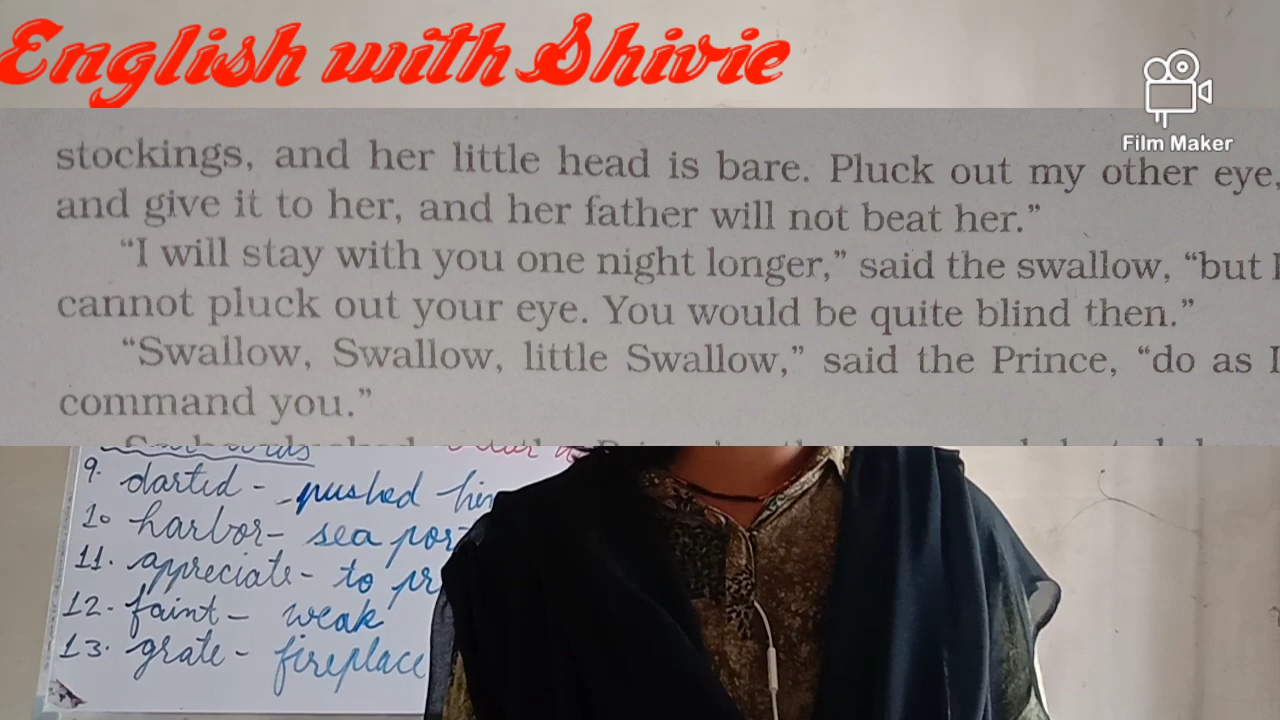 English with Shivie
Film Maker
stockings, and her little head is bare. Pluck out my other eye,
and give it to her, and her father will not beat her.”
“I will stay with you one night longer,” said the swallow, “but I
cannot pluck out your eye. You would be quite blind then.”
“Swallow, Swallow, little Swallow,” said the Prince, “do as I
command you.”
9. darted - pushed
10 harbor- sea
11. appreciate- to
12. faint- weak
13. grate- fireplace